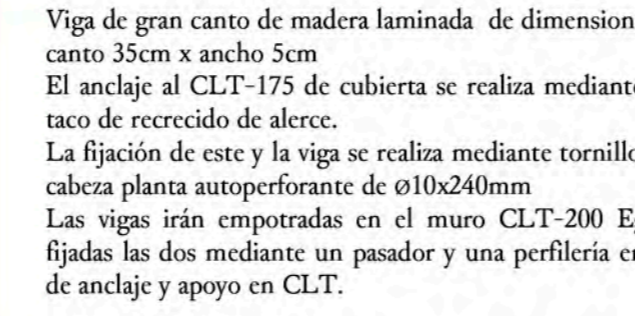 Viga de gran canto de madera laminada de dimension
canto 35cm x ancho 5cm
El anclaje al CLT-175 de cubierta se realiza mediante
taco de recrecido de alerce.
La fijación de este y la viga se realiza mediante tornillo
cabeza planta autoperforante de ø10x240mm
Las vigas irán empotradas en el muro CLT-200 E
fijadas las dos mediante un pasador y una perfilería en
de anclaje y apoyo en CLT.